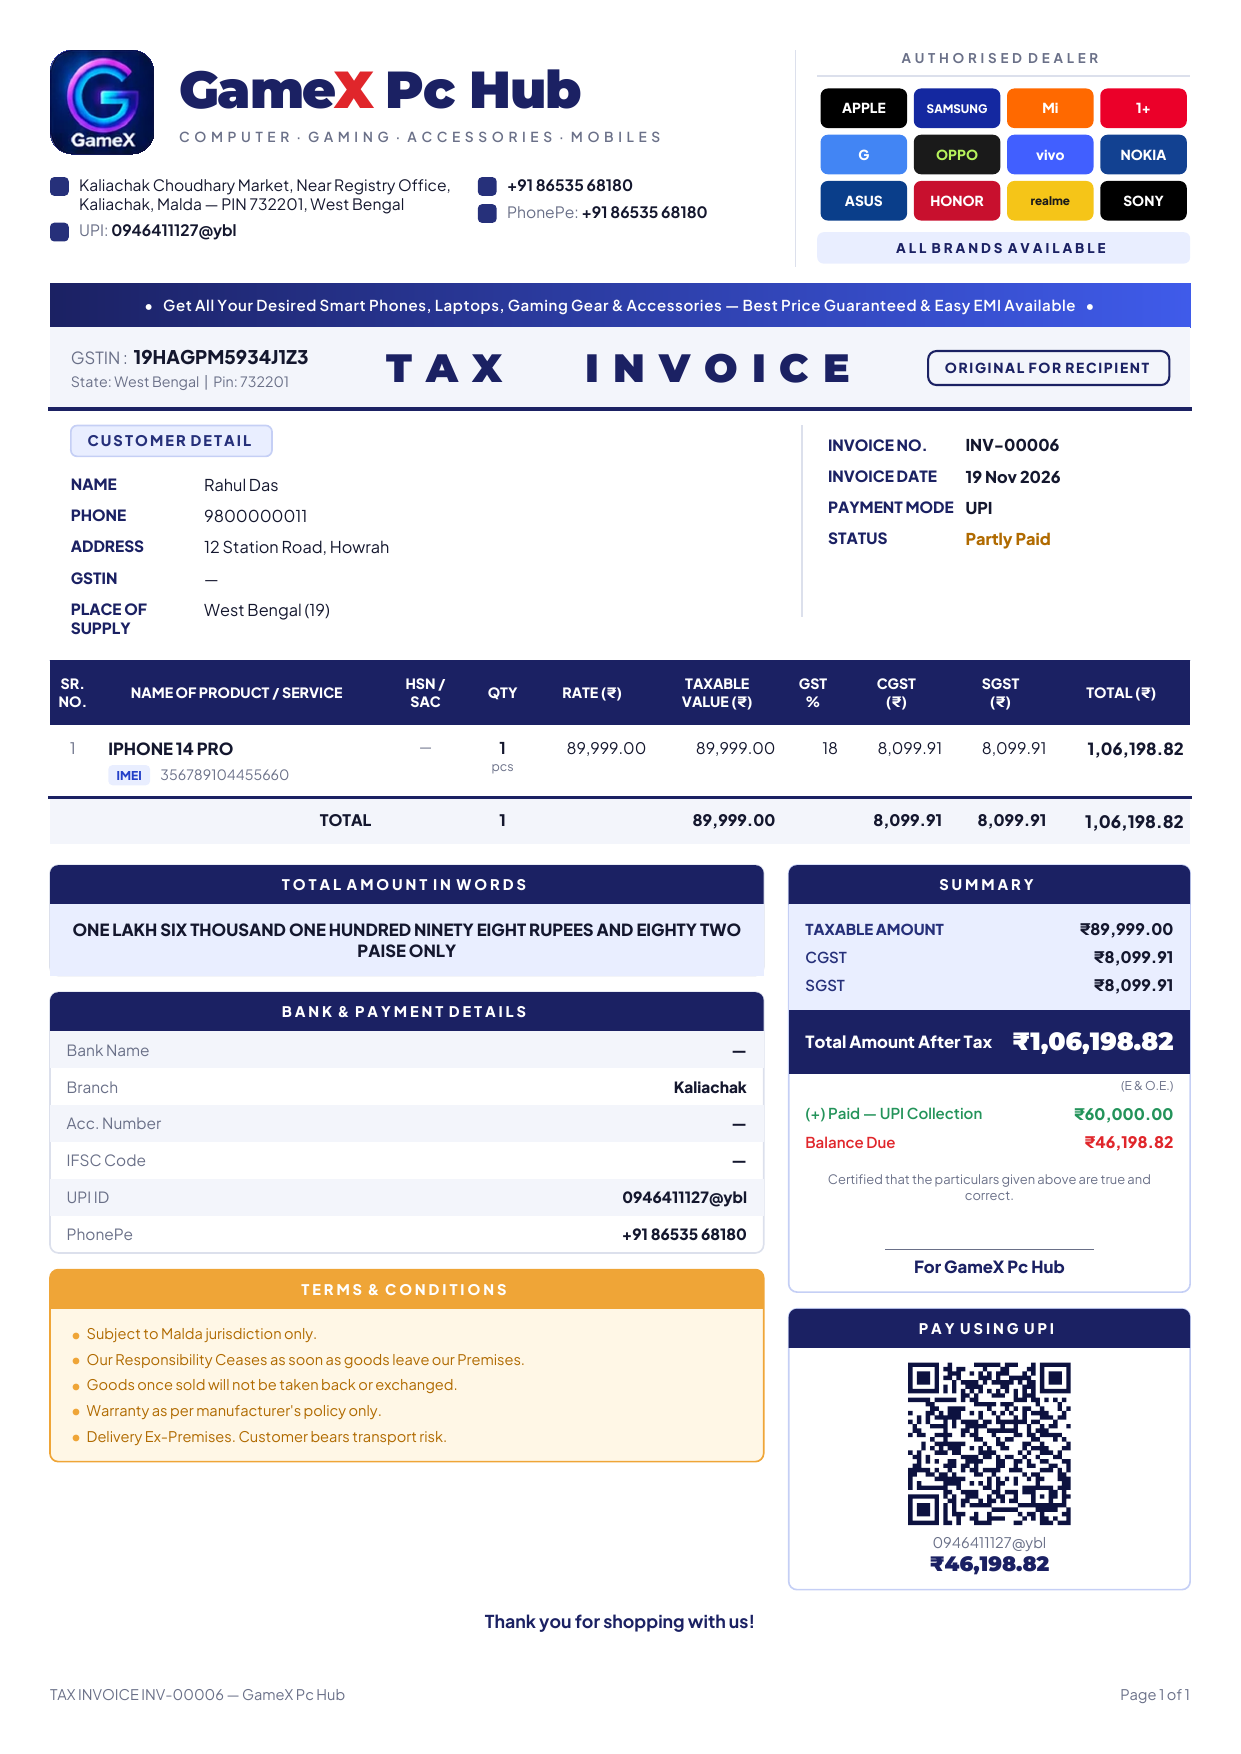 GameX
GameX Pc Hub
COMPUTER · GAMING · ACCESSORIES · MOBILES
Kaliachak Choudhary Market, Near Registry Office,
Kaliachak, Malda — PIN 732201, West Bengal
UPI: 0946411127@ybl
+91 86535 68180
PhonePe: +91 86535 68180
AUTHORISED DEALER
APPLE SAMSUNG Mi 1+
G OPPO vivo NOKIA
ASUS HONOR realme SONY
ALL BRANDS AVAILABLE
• Get All Your Desired Smart Phones, Laptops, Gaming Gear & Accessories — Best Price Guaranteed & Easy EMI Available •
GSTIN : 19HAGPM5934J1Z3
State: West Bengal | Pin: 732201
TAX INVOICE
ORIGINAL FOR RECIPIENT
CUSTOMER DETAIL
NAME Rahul Das
PHONE 9800000011
ADDRESS 12 Station Road, Howrah
GSTIN —
PLACE OF SUPPLY West Bengal (19)
INVOICE NO. INV-00006
INVOICE DATE 19 Nov 2026
PAYMENT MODE UPI
STATUS Partly Paid
SR. NO. NAME OF PRODUCT / SERVICE HSN / SAC QTY RATE (₹) TAXABLE VALUE (₹) GST % CGST (₹) SGST (₹) TOTAL (₹)
1 IPHONE 14 PRO — 1 89,999.00 89,999.00 18 8,099.91 8,099.91 1,06,198.82
IMEI 356789104455660 pcs
TOTAL 1 89,999.00 8,099.91 8,099.91 1,06,198.82
TOTAL AMOUNT IN WORDS
ONE LAKH SIX THOUSAND ONE HUNDRED NINETY EIGHT RUPEES AND EIGHTY TWO
PAISE ONLY
BANK & PAYMENT DETAILS
Bank Name —
Branch Kaliachak
Acc. Number —
IFSC Code —
UPI ID 0946411127@ybl
PhonePe +91 86535 68180
TERMS & CONDITIONS
• Subject to Malda jurisdiction only.
• Our Responsibility Ceases as soon as goods leave our Premises.
• Goods once sold will not be taken back or exchanged.
• Warranty as per manufacturer's policy only.
• Delivery Ex-Premises. Customer bears transport risk.
SUMMARY
TAXABLE AMOUNT ₹89,999.00
CGST ₹8,099.91
SGST ₹8,099.91
Total Amount After Tax ₹1,06,198.82
(E & O.E.)
(+) Paid — UPI Collection ₹60,000.00
Balance Due ₹46,198.82
Certified that the particulars given above are true and
correct.
For GameX Pc Hub
PAY USING UPI
0946411127@ybl
₹46,198.82
Thank you for shopping with us!
TAX INVOICE INV-00006 — GameX Pc Hub
Page 1 of 1